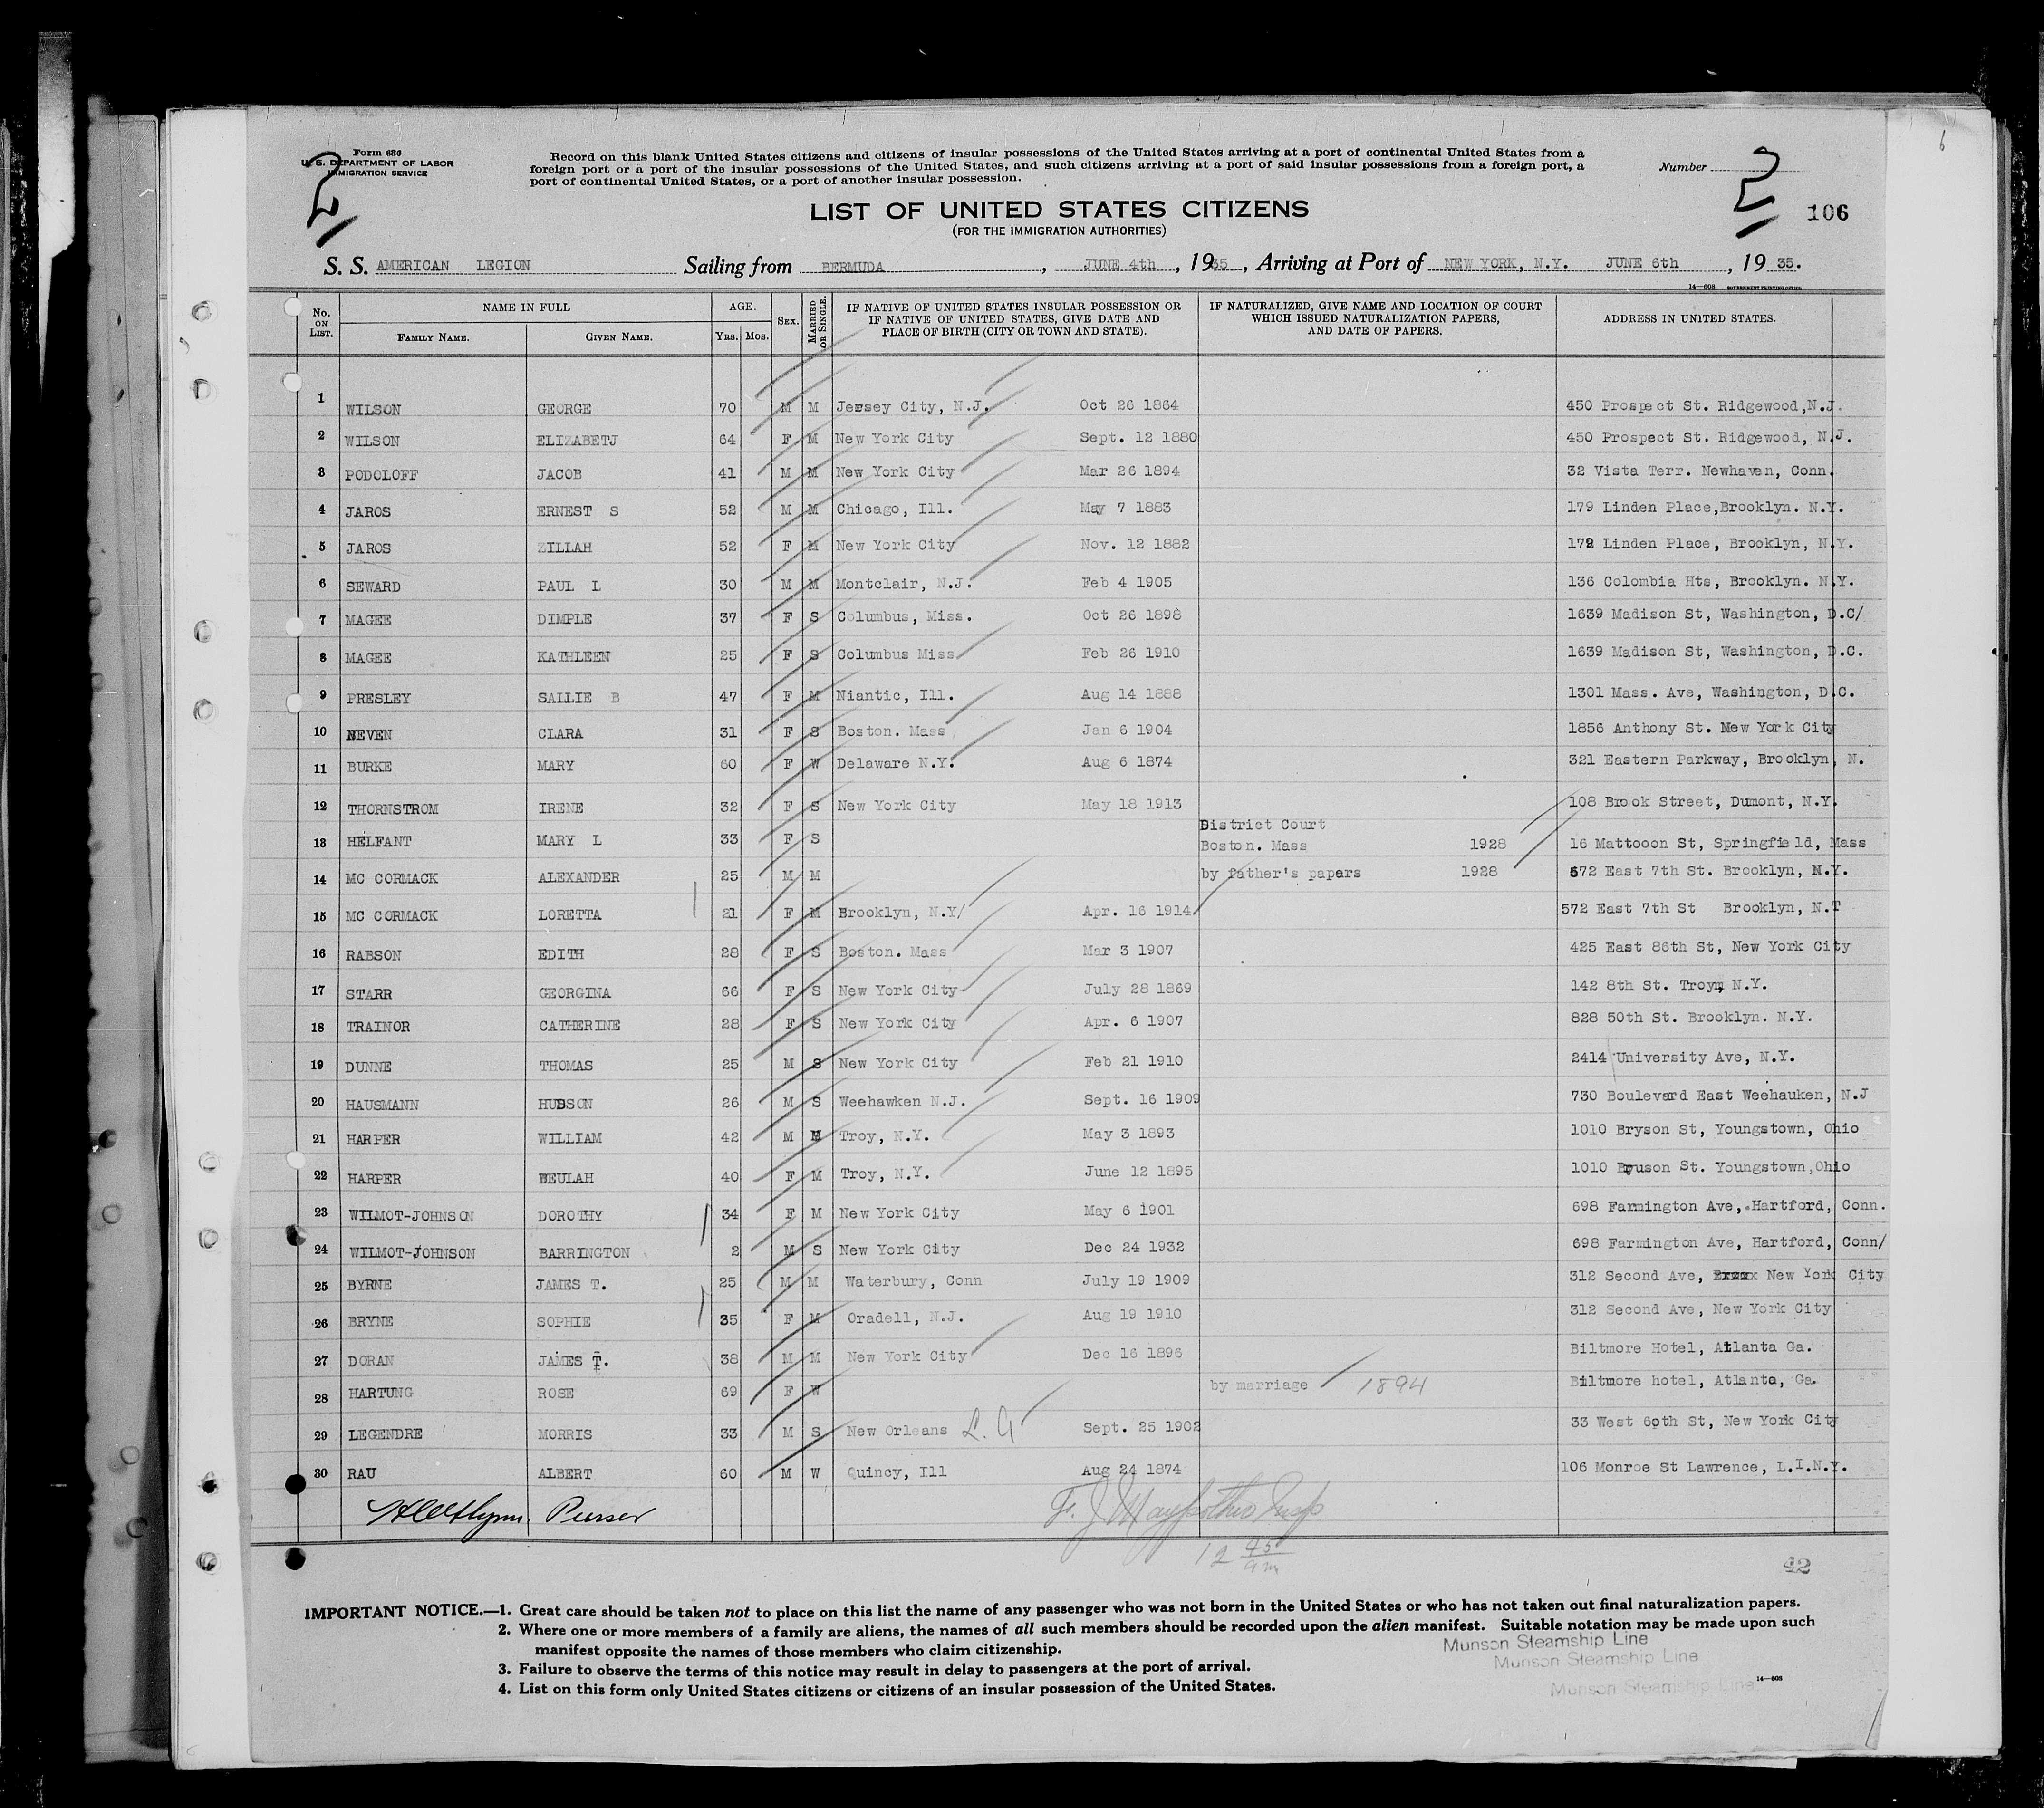 6
Form 630
U. S. DEPARTMENT OF LABOR
IMMIGRATION SERVICE
2
Record on this blank United States citizens and citizens of insular possessions of the United States arriving at a port of continental United States from a
foreign port or a port of the insular possessions of the United States, and such citizens arriving at a port of said insular possessions from a foreign port, a
port of continental United States, or a port of another insular possession.
Number 2
106
LIST OF UNITED STATES CITIZENS
(FOR THE IMMIGRATION AUTHORITIES)
S. S. AMERICAN LEGION Sailing from BERMUDA, JUNE 4th, 1935, Arriving at Port of NEW YORK, N.Y. JUNE 6th, 1935.
14—608 GOVERNMENT PRINTING OFFICE
No. ON LIST. NAME IN FULL FAMILY NAME. GIVEN NAME. AGE. YRS. MOS. SEX. MARRIED OR SINGLE. IF NATIVE OF UNITED STATES INSULAR POSSESSION OR IF NATIVE OF UNITED STATES, GIVE DATE AND PLACE OF BIRTH (CITY OR TOWN AND STATE). IF NATURALIZED, GIVE NAME AND LOCATION OF COURT WHICH ISSUED NATURALIZATION PAPERS, AND DATE OF PAPERS. ADDRESS IN UNITED STATES.
1 WILSON GEORGE 70 M M Jersey City, N.J. Oct 26 1864 450 Prospect St. Ridgewood,N.J.
2 WILSON ELIZABETJ 64 F M New York City Sept. 12 1880 450 Prospect St. Ridgewood, N.J.
3 PODOLOFF JACOB 41 M M New York City Mar 26 1894 32 Vista Terr. Newhaven, Conn.
4 JAROS ERNEST S 52 M M Chicago, Ill. May 7 1883 179 Linden Place,Brooklyn. N.Y.
5 JAROS ZILLAH 52 F M New York City Nov. 12 1882 179 Linden Place, Brooklyn, N.Y.
6 SEWARD PAUL L 30 M M Montclair, N.J. Feb 4 1905 136 Colombia Hts, Brooklyn. N.Y.
7 MAGEE DIMPLE 37 F S Columbus, Miss. Oct 26 1898 1639 Madison St, Washington, D.C/
8 MAGEE KATHLEEN 25 F S Columbus Miss Feb 26 1910 1639 Madison St, Washington, D.C.
9 PRESLEY SALLIE B 47 F M Niantic, Ill. Aug 14 1888 1301 Mass. Ave, Washington, D.C.
10 NEVEN CLARA 31 F S Boston. Mass Jan 6 1904 1856 Anthony St. New York City
11 BURKE MARY 60 F W Delaware N.Y. Aug 6 1874 321 Eastern Parkway, Brooklyn, N.
12 THORNSTROM IRENE 32 F S New York City May 18 1913 108 Brook Street, Dumont, N.Y.
13 HELFANT MARY L 33 F S District Court Boston. Mass 1928 16 Mattooon St, Springfield, Mass
14 MC CORMACK ALEXANDER 25 M M by father's papers 1928 572 East 7th St. Brooklyn, N.Y.
15 MC CORMACK LORETTA 21 F M Brooklyn, N.Y/ Apr. 16 1914 572 East 7th St Brooklyn, N.T
16 RABSON EDITH 28 F S Boston. Mass Mar 3 1907 425 East 86th St, New York City
17 STARR GEORGINA 66 F S New York City July 28 1869 142 8th St. Troy, N.Y.
18 TRAINOR CATHERINE 28 F S New York City Apr. 6 1907 828 50th St. Brooklyn. N.Y.
19 DUNNE THOMAS 25 M S New York City Feb 21 1910 2414 University Ave, N.Y.
20 HAUSMANN HUDSON 26 M S Weehawken N.J. Sept. 16 1909 730 Boulevard East Weehauken, N.J
21 HARPER WILLIAM 42 M M Troy, N.Y. May 3 1893 1010 Bryson St, Youngstown, Ohio
22 HARPER BEULAH 40 F M Troy, N.Y. June 12 1895 1010 Bryuson St. Youngstown,Ohio
23 WILMOT-JOHNSON DOROTHY 34 F M New York City May 6 1901 698 Farmington Ave, Hartford, Conn.
24 WILMOT-JOHNSON BARRINGTON 2 M S New York City Dec 24 1932 698 Farmington Ave, Hartford, Conn/
25 BYRNE JAMES T. 25 M M Waterbury, Conn July 19 1909 312 Second Ave, New York City
26 BRYNE SOPHIE 35 F M Oradell, N.J. Aug 19 1910 312 Second Ave, New York City
27 DORAN JAMES T. 38 M M New York City Dec 16 1896 Biltmore Hotel, Atlanta Ga.
28 HARTUNG ROSE 69 F W by marriage 1894 Biltmore hotel, Atlanta, Ga.
29 LEGENDRE MORRIS 33 M S New Orleans L.A Sept. 25 1902 33 West 60th St, New York City
30 RAU ALBERT 60 M W Quincy, Ill Aug 24 1874 106 Monroe St Lawrence, L.I.N.Y.
Purser
12 45 am
42
IMPORTANT NOTICE.—1. Great care should be taken not to place on this list the name of any passenger who was not born in the United States or who has not taken out final naturalization papers.
2. Where one or more members of a family are aliens, the names of all such members should be recorded upon the alien manifest. Suitable notation may be made upon such
manifest opposite the names of those members who claim citizenship.
3. Failure to observe the terms of this notice may result in delay to passengers at the port of arrival.
4. List on this form only United States citizens or citizens of an insular possession of the United States.
Munson Steamship Line
Munson Steamship Line
Munson Steamship Line
14—608